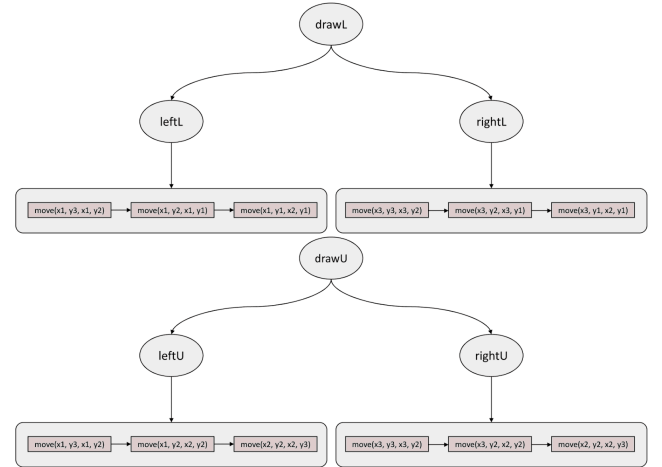 drawL
leftL
rightL
move(x1, y3, x1, y2)
move(x1, y2, x1, y1)
move(x1, y1, x2, y1)
move(x3, y3, x3, y2)
move(x3, y2, x3, y1)
move(x3, y1, x2, y1)
drawU
leftU
rightU
move(x1, y3, x1, y2)
move(x1, y2, x2, y2)
move(x2, y2, x2, y3)
move(x3, y3, x3, y2)
move(x3, y2, x2, y2)
move(x2, y2, x2, y3)